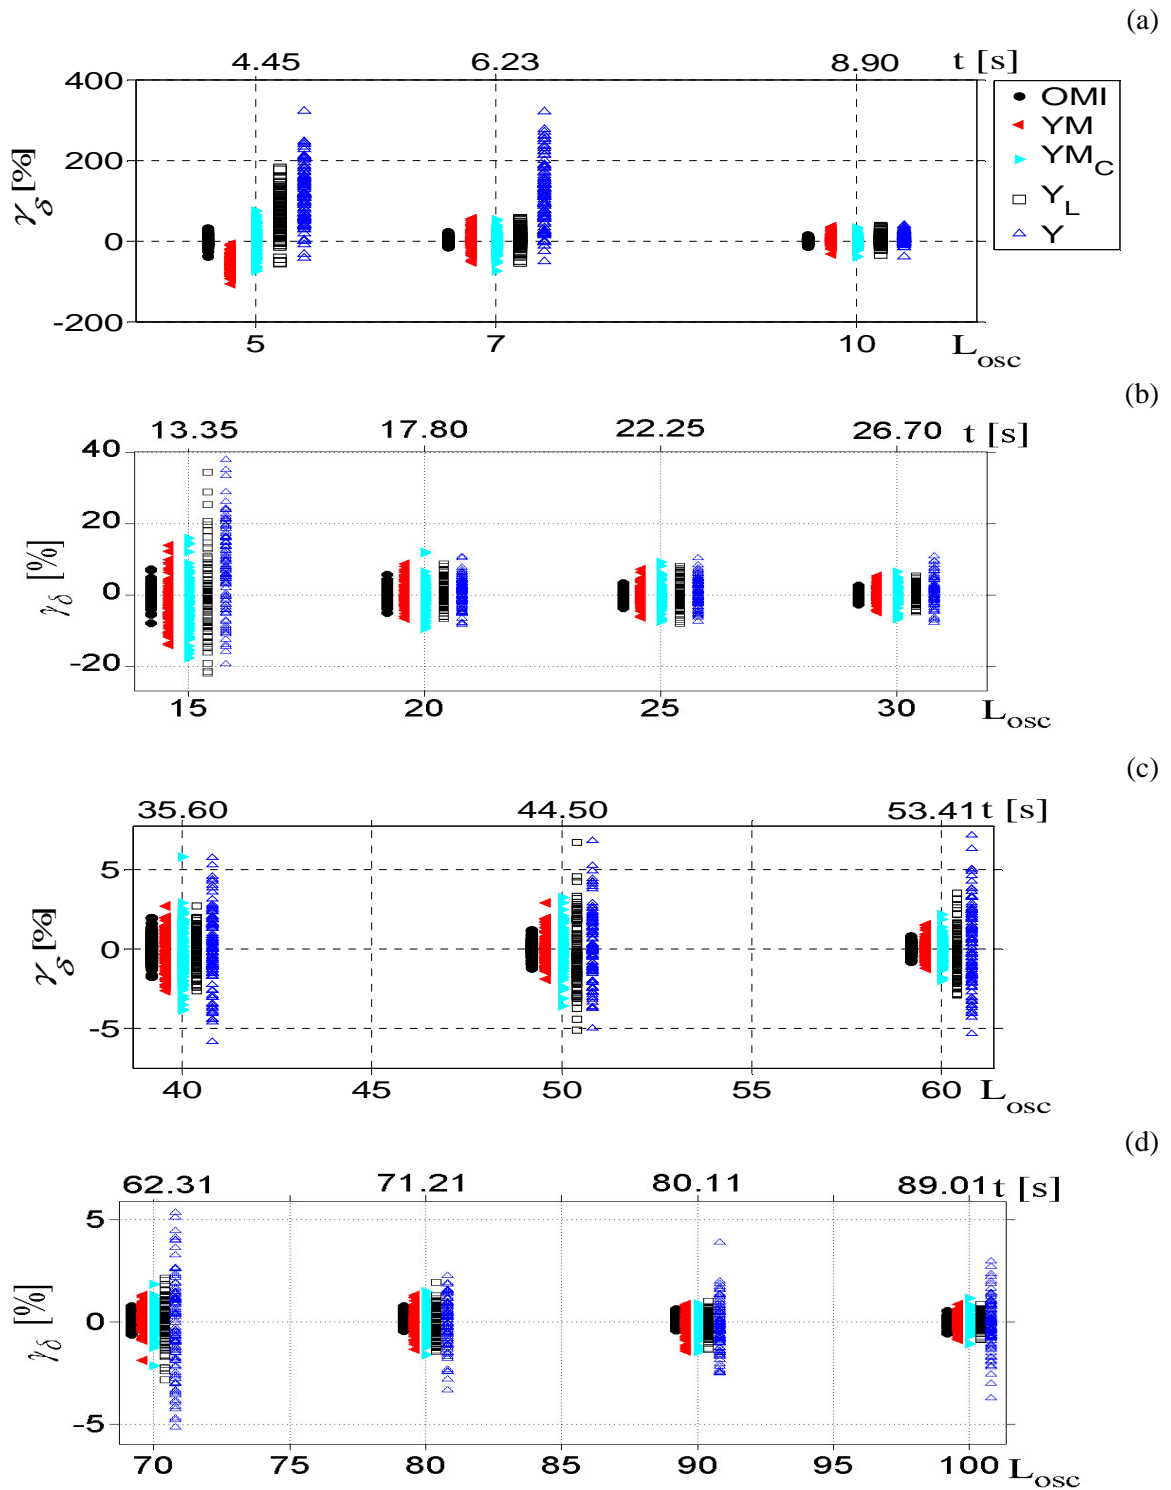 (a)
4.45 6.23 8.90 t [s]
400
200
0
-200
γδ [%]
OMI
YM
YMC
YL
Y
5 7 10 Losc
(b)
13.35 17.80 22.25 26.70 t [s]
40
20
0
-20
γδ [%]
15 20 25 30 Losc
(c)
35.60 44.50 53.41 t [s]
5
0
-5
γδ [%]
40 45 50 55 60 Losc
(d)
62.31 71.21 80.11 89.01 t [s]
5
0
-5
γδ [%]
70 75 80 85 90 95 100 Losc